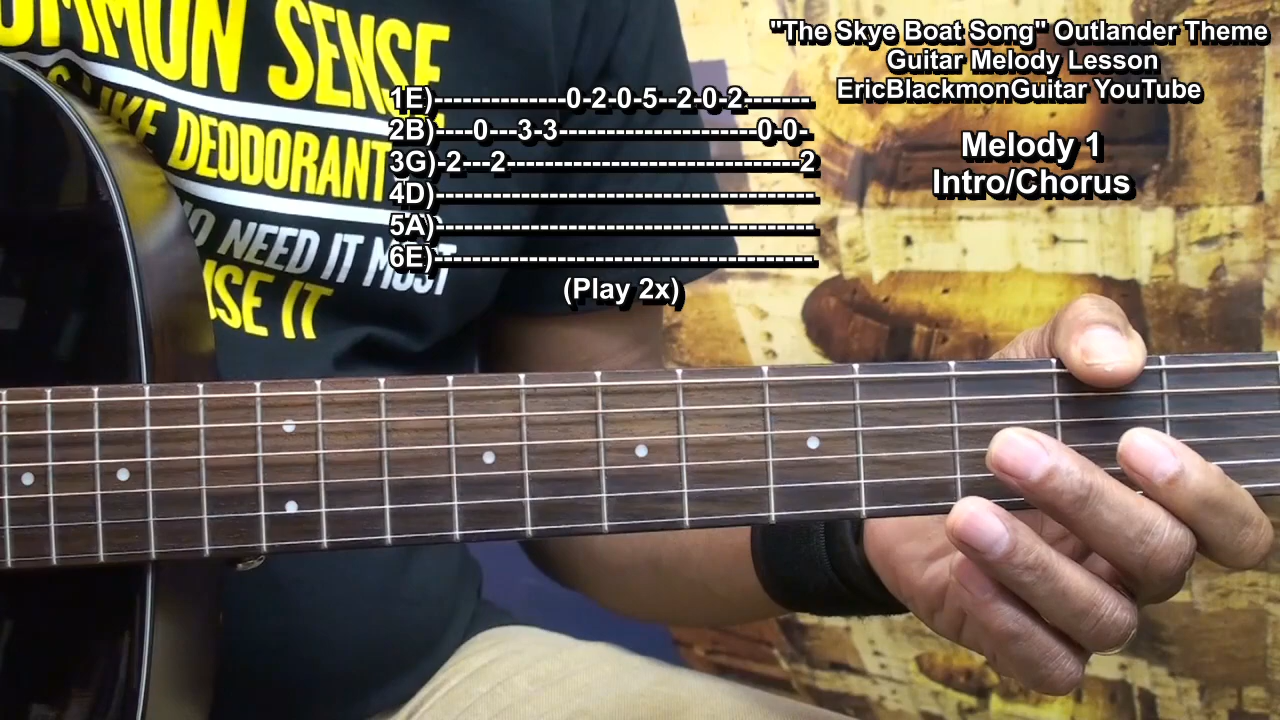 "The Skye Boat Song" Outlander Theme
Guitar Melody Lesson
EricBlackmonGuitar YouTube
Melody 1
Intro/Chorus
1E)-------------0-2-0-5--2-0-2-------
2B)----0---3-3--------------------0-0-
3G)-2---2-----------------------------2
4D)--------------------------------------
5A)--------------------------------------
6E)--------------------------------------
(Play 2x)
COMMON SENSE
LIKE DEODORANT
NEED IT MOST
USE IT